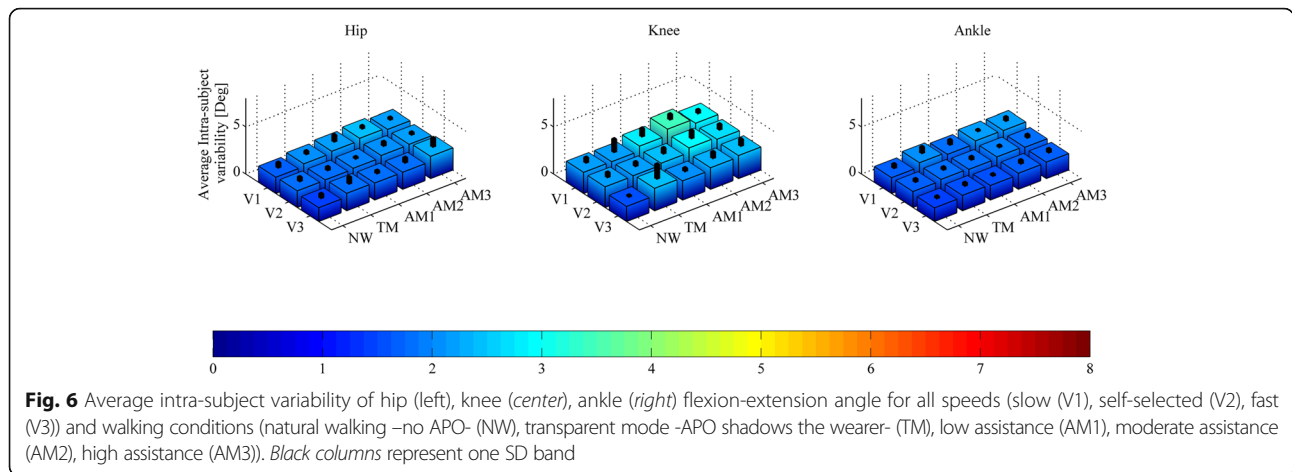 Hip
Knee
Ankle
Average Intra-subject
variability [Deg]
5
0
V1
V2
V3
NW
TM
AM1
AM2
AM3
5
0
V1
V2
V3
NW
TM
AM1
AM2
AM3
5
0
V1
V2
V3
NW
TM
AM1
AM2
AM3
0 1 2 3 4 5 6 7 8
Fig. 6 Average intra-subject variability of hip (left), knee (center), ankle (right) flexion-extension angle for all speeds (slow (V1), self-selected (V2), fast
(V3)) and walking conditions (natural walking –no APO- (NW), transparent mode -APO shadows the wearer- (TM), low assistance (AM1), moderate assistance
(AM2), high assistance (AM3)). Black columns represent one SD band